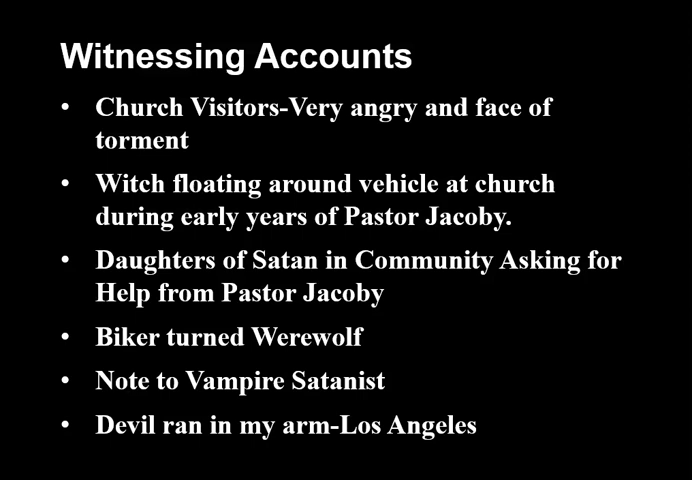 Witnessing Accounts
• Church Visitors-Very angry and face of
torment
• Witch floating around vehicle at church
during early years of Pastor Jacoby.
• Daughters of Satan in Community Asking for
Help from Pastor Jacoby
• Biker turned Werewolf
• Note to Vampire Satanist
• Devil ran in my arm-Los Angeles